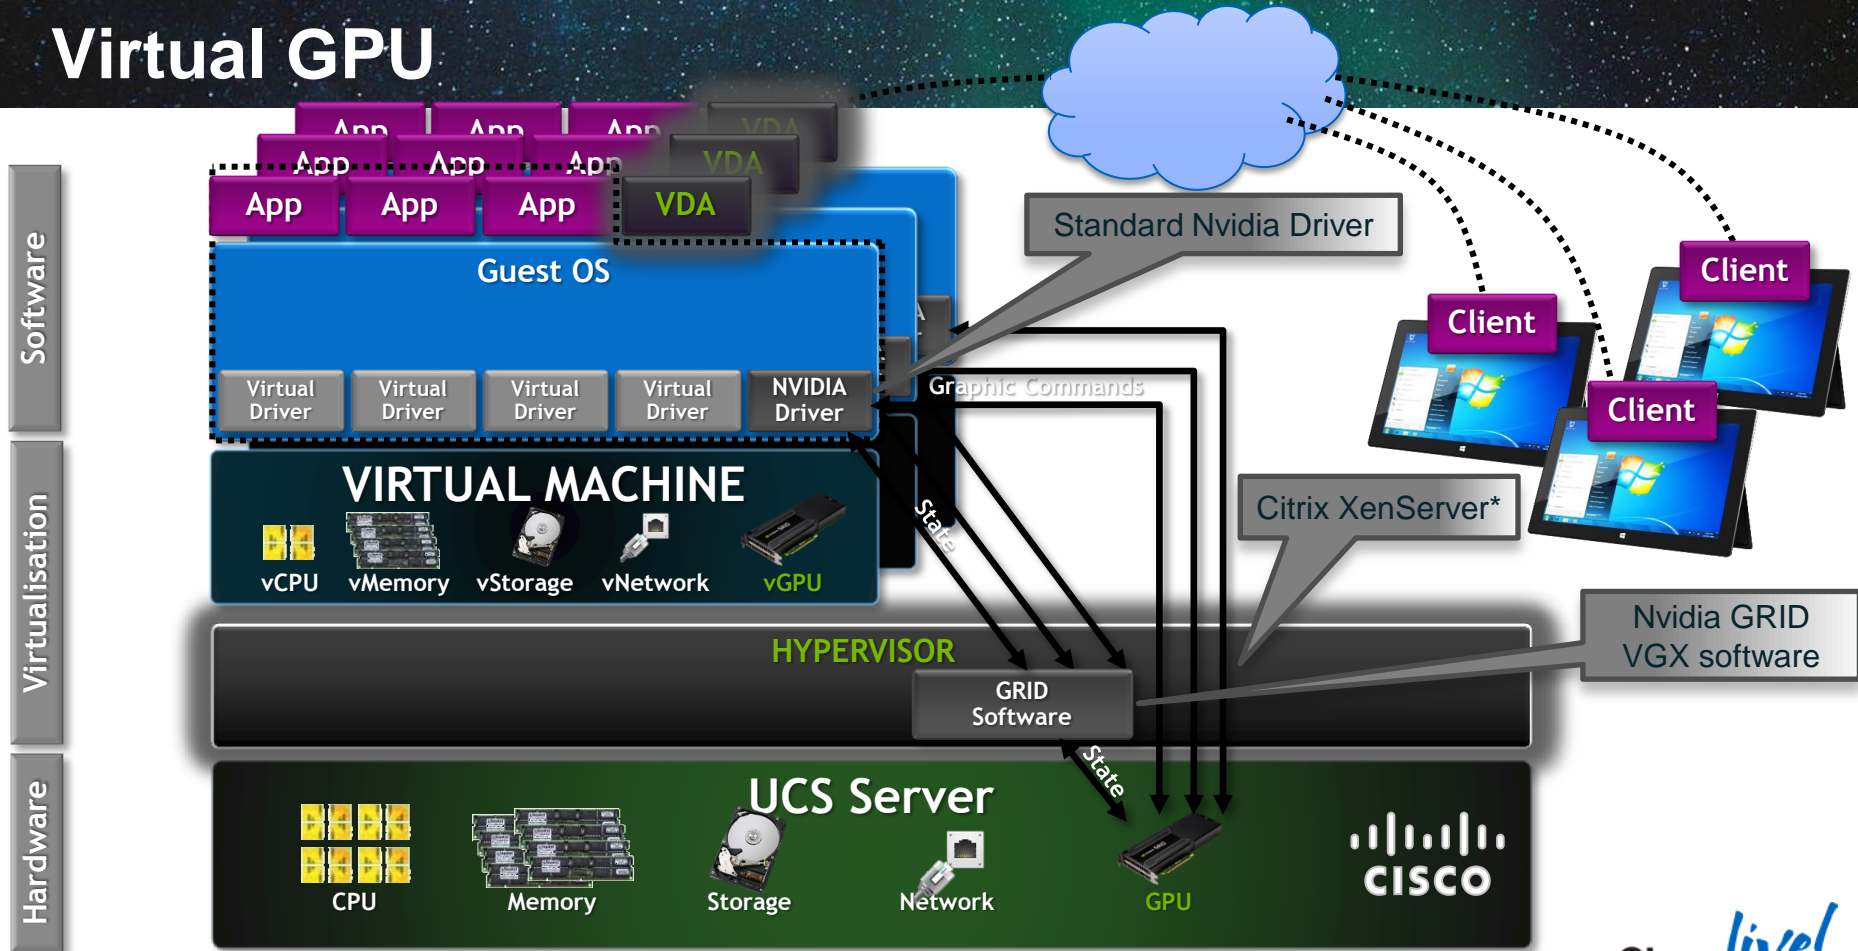 Virtual GPU
App App App VDA
App App App VDA
App App App VDA
Guest OS
Virtual Driver
Virtual Driver
Virtual Driver
Virtual Driver
NVIDIA Driver
Standard Nvidia Driver
Graphic Commands
Client
Client
Client
Software
Virtualisation
Hardware
VIRTUAL MACHINE
vCPU vMemory vStorage vNetwork vGPU
State
Citrix XenServer*
Nvidia GRID
VGX software
HYPERVISOR
GRID
Software
State
UCS Server
CPU Memory Storage Network GPU
CISCO
live!